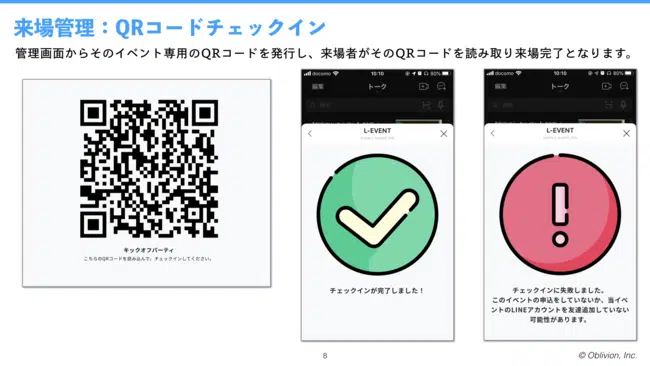 来場管理：QRコードチェックイン
管理画面からそのイベント専用のQRコードを発行し、来場者がそのQRコードを読み取り来場完了となります。
キックオフパーティ
こちらのQRコードを読み込んで、チェックインしてください。
docomo
10:10
80%
編集
トーク
L-EVENT
チェックインが完了しました！
docomo
10:10
80%
編集
トーク
L-EVENT
チェックインに失敗しました。
このイベントの申込をしていないか、当イ
ベントのLINEアカウントを友達追加していない
可能性があります。
8
© Oblivion, Inc.